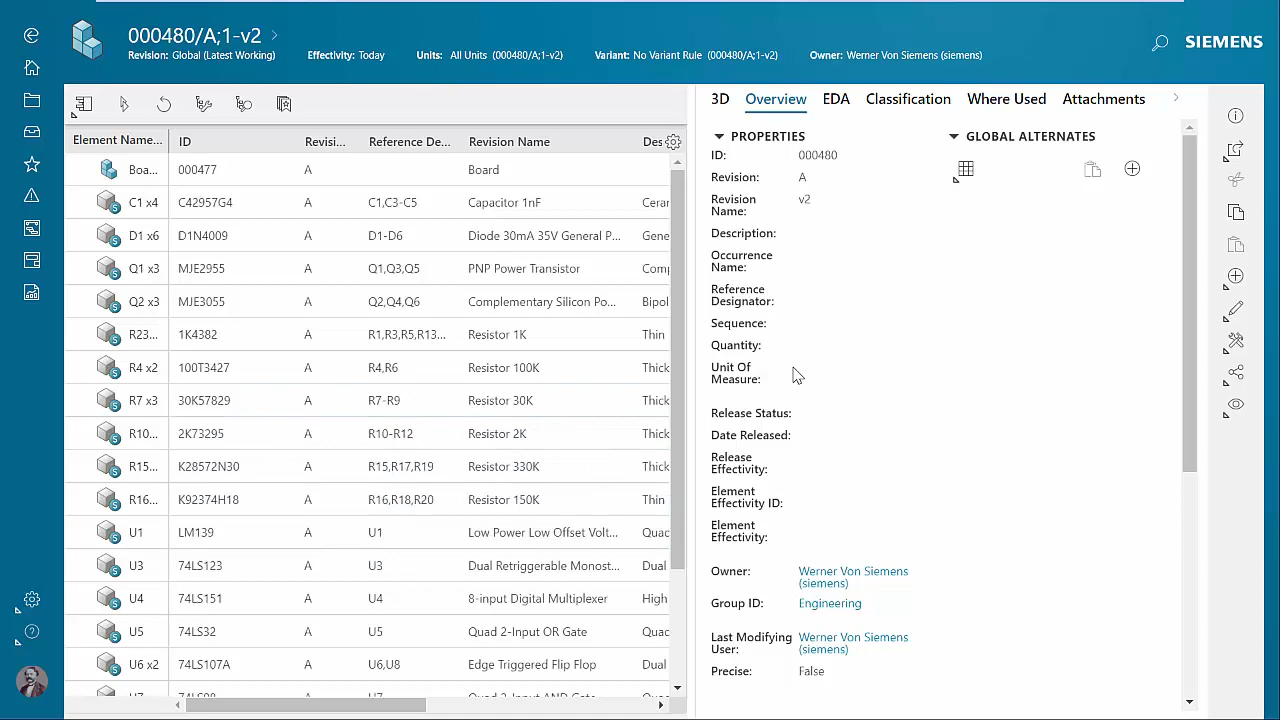 000480/A;1-v2
Revision: Global (Latest Working) Effectivity: Today Units: All Units (000480/A;1-v2) Variant: No Variant Rule (000480/A;1-v2) Owner: Werner Von Siemens (siemens)
SIEMENS
3D Overview EDA Classification Where Used Attachments
Element Name... ID Revisi... Reference De... Revision Name Des
Boa... 000477 A Board
C1 x4 C42957G4 A C1,C3-C5 Capacitor 1nF Cerar
D1 x6 D1N4009 A D1-D6 Diode 30mA 35V General P... Gene
Q1 x3 MJE2955 A Q1,Q3,Q5 PNP Power Transistor Comp
Q2 x3 MJE3055 A Q2,Q4,Q6 Complementary Silicon Po... Bipol
R23... 1K4382 A R1,R3,R5,R13... Resistor 1K Thin
R4 x2 100T3427 A R4,R6 Resistor 100K Thick
R7 x3 30K57829 A R7-R9 Resistor 30K Thick
R10... 2K73295 A R10-R12 Resistor 2K Thick
R15... K28572N30 A R15,R17,R19 Resistor 330K Thick
R16... K92374H18 A R16,R18,R20 Resistor 150K Thin
U1 LM139 A U1 Low Power Low Offset Volt... Quac
U3 74LS123 A U3 Dual Retriggerable Monost... Dual
U4 74LS151 A U4 8-input Digital Multiplexer High
U5 74LS32 A U5 Quad 2-Input OR Gate Quac
U6 x2 74LS107A A U6,U8 Edge Triggered Flip Flop Dual
PROPERTIES
ID: 000480
Revision: A
Revision v2
Name:
Description:
Occurrence
Name:
Reference
Designator:
Sequence:
Quantity:
Unit Of
Measure:
Release Status:
Date Released:
Release
Effectivity:
Element
Effectivity ID:
Element
Effectivity:
Owner: Werner Von Siemens
(siemens)
Group ID: Engineering
Last Modifying Werner Von Siemens
User: (siemens)
Precise: False
GLOBAL ALTERNATES